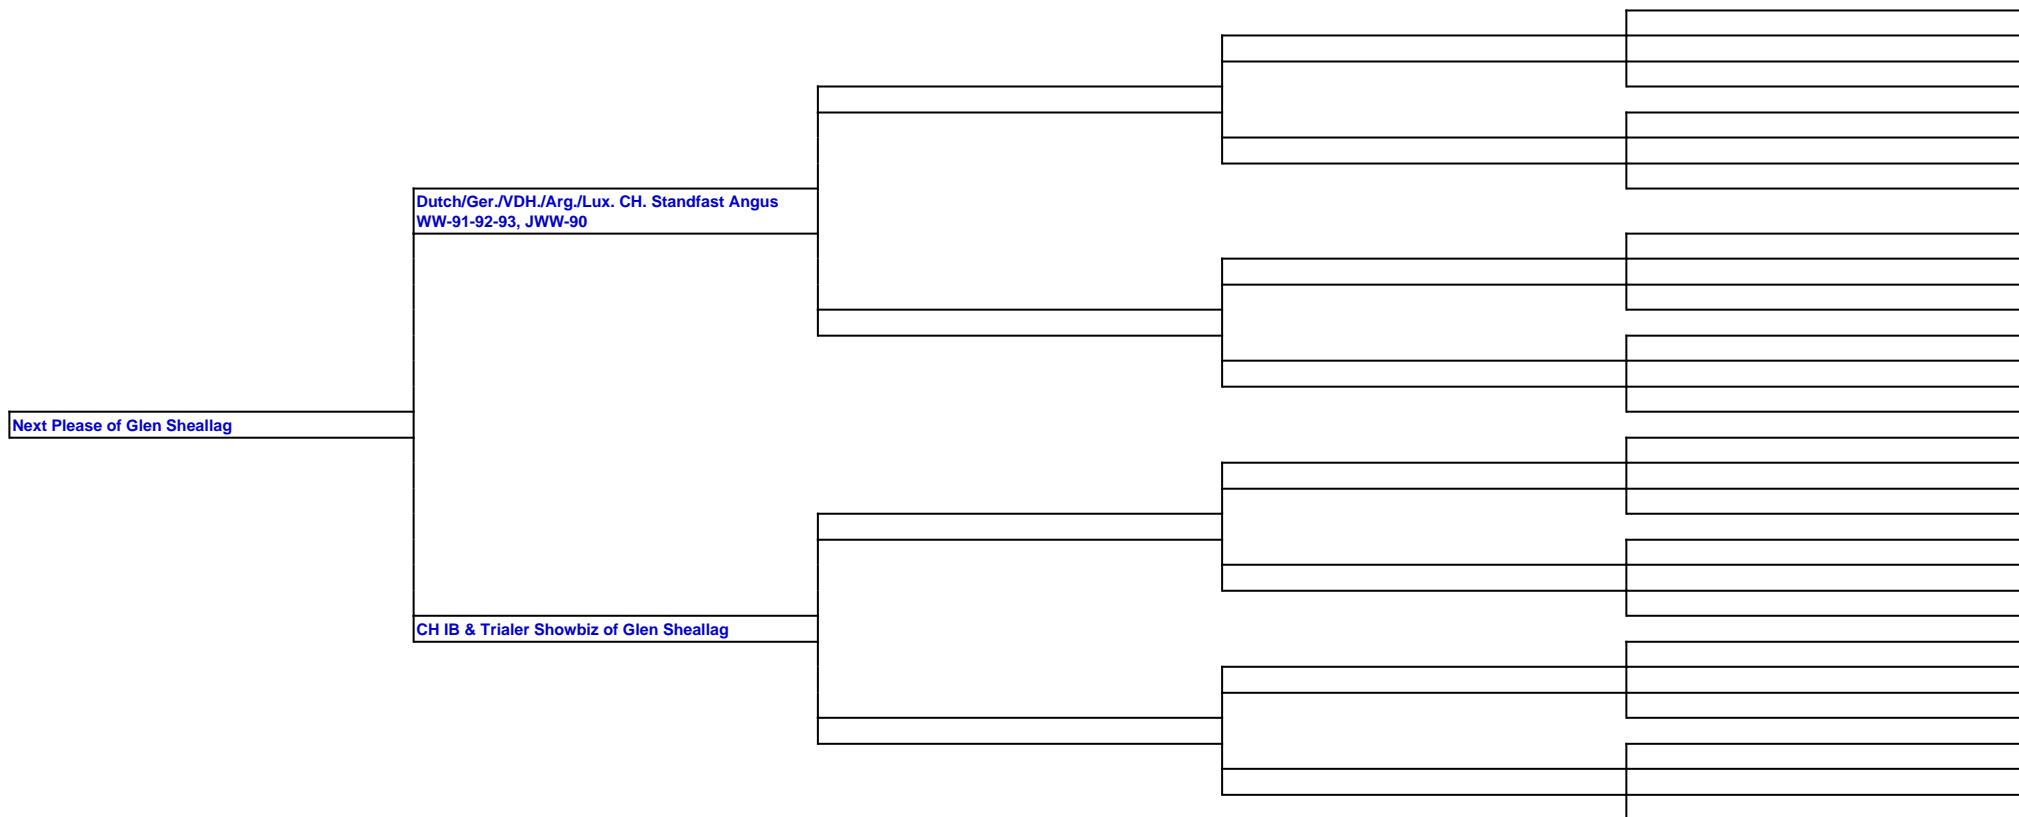 Dutch/Ger./VDH./Arg./Lux. CH. Standfast Angus
WW-91-92-93, JWW-90
Next Please of Glen Sheallag
CH IB & Trialer Showbiz of Glen Sheallag